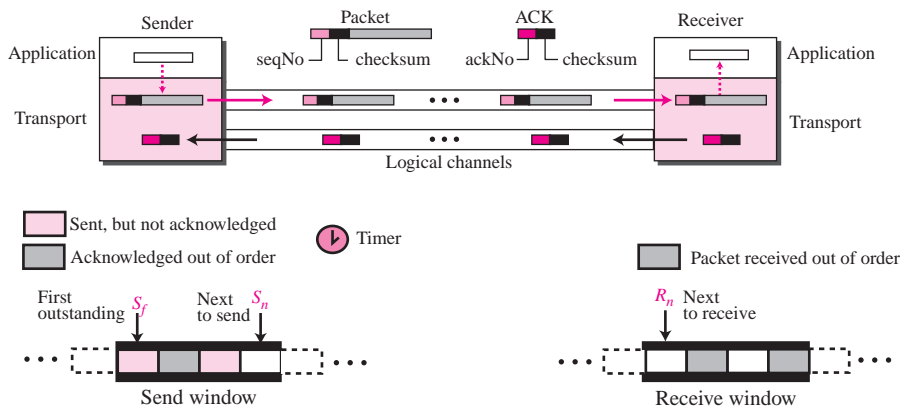 Sender
Packet
ACK
Receiver
Application
seqNo
checksum
ackNo
checksum
Application
Transport
Transport
Logical channels
Sent, but not acknowledged
Timer
Acknowledged out of order
Packet received out of order
First
outstanding
Sf
Next
to send
Sn
Rn
Next
to receive
Send window
Receive window